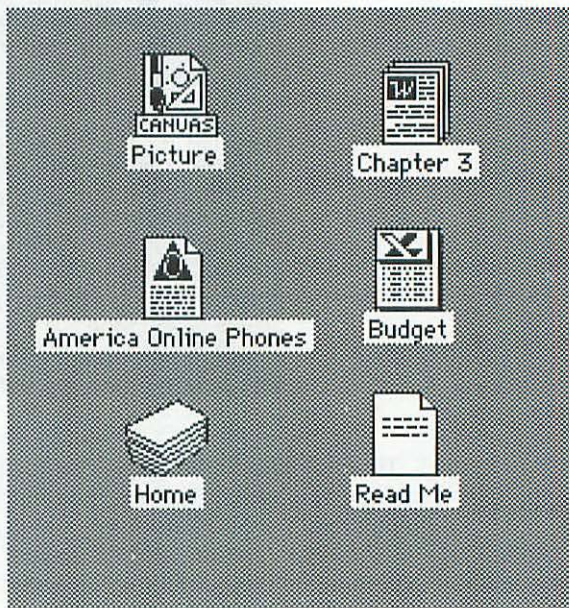 CANVAS
Picture
W
Chapter 3
America Online Phones
X
Budget
Home
Read Me